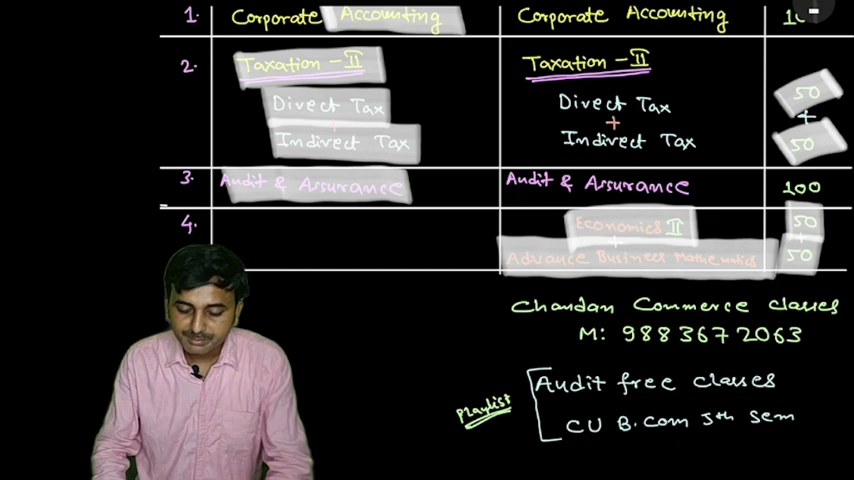 1. Corporate Accounting Corporate Accounting
2. Taxation - II Taxation - II
Direct Tax Direct Tax 50
+ + +
Indirect Tax Indirect Tax 50
3. Audit & Assurance Audit & Assurance 100
4. Economics II 50
+ +
Advance Business Mathematics 50
Chandan Commerce Classes
M: 9883672063
Playlist
Audit free classes
CU B.Com 5th Sem